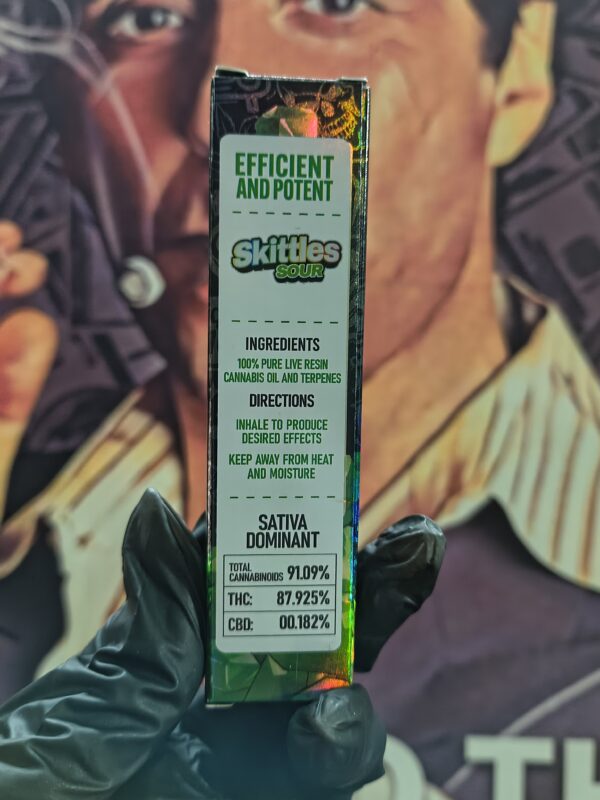 EFFICIENT
AND POTENT
Skittles
SOUR
INGREDIENTS
100% PURE LIVE RESIN
CANNABIS OIL AND TERPENES
DIRECTIONS
INHALE TO PRODUCE
DESIRED EFFECTS
KEEP AWAY FROM HEAT
AND MOISTURE
SATIVA
DOMINANT
TOTAL
CANNABINOIDS 91.09%
THC: 87.925%
CBD: 00.182%